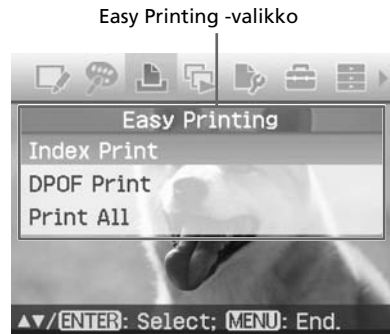 Easy Printing -valikko
Easy Printing
Index Print
DPOF Print
Print All
▲▼/ENTER: Select; MENU: End.